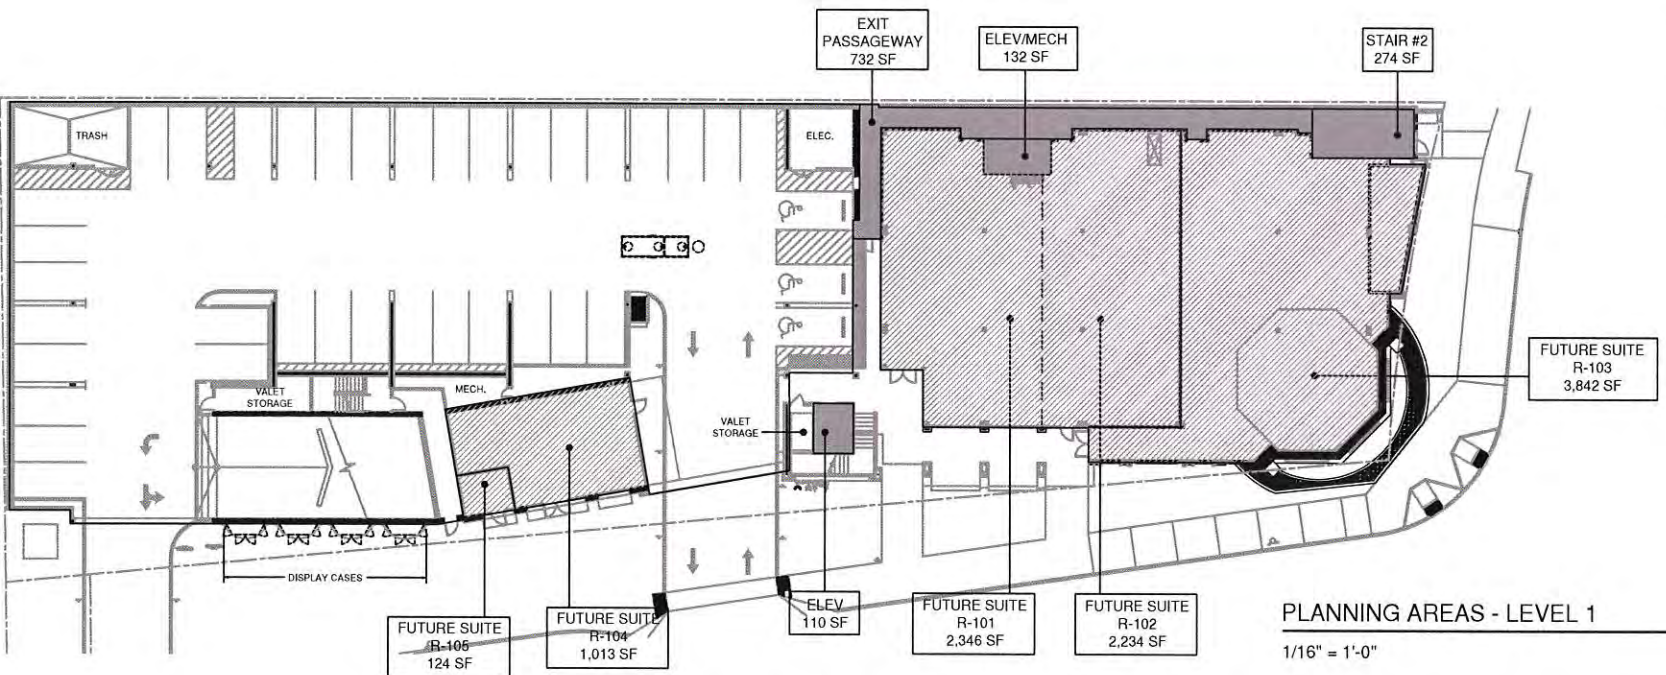 EXIT
PASSAGEWAY
732 SF
ELEV/MECH
132 SF
STAIR #2
274 SF
TRASH
ELEC.
VALET
STORAGE
MECH.
VALET
STORAGE
FUTURE SUITE
R-103
3,842 SF
DISPLAY CASES
FUTURE SUITE
R-105
124 SF
FUTURE SUITE
R-104
1,013 SF
ELEV
110 SF
FUTURE SUITE
R-101
2,346 SF
FUTURE SUITE
R-102
2,234 SF
PLANNING AREAS - LEVEL 1
1/16" = 1'-0"